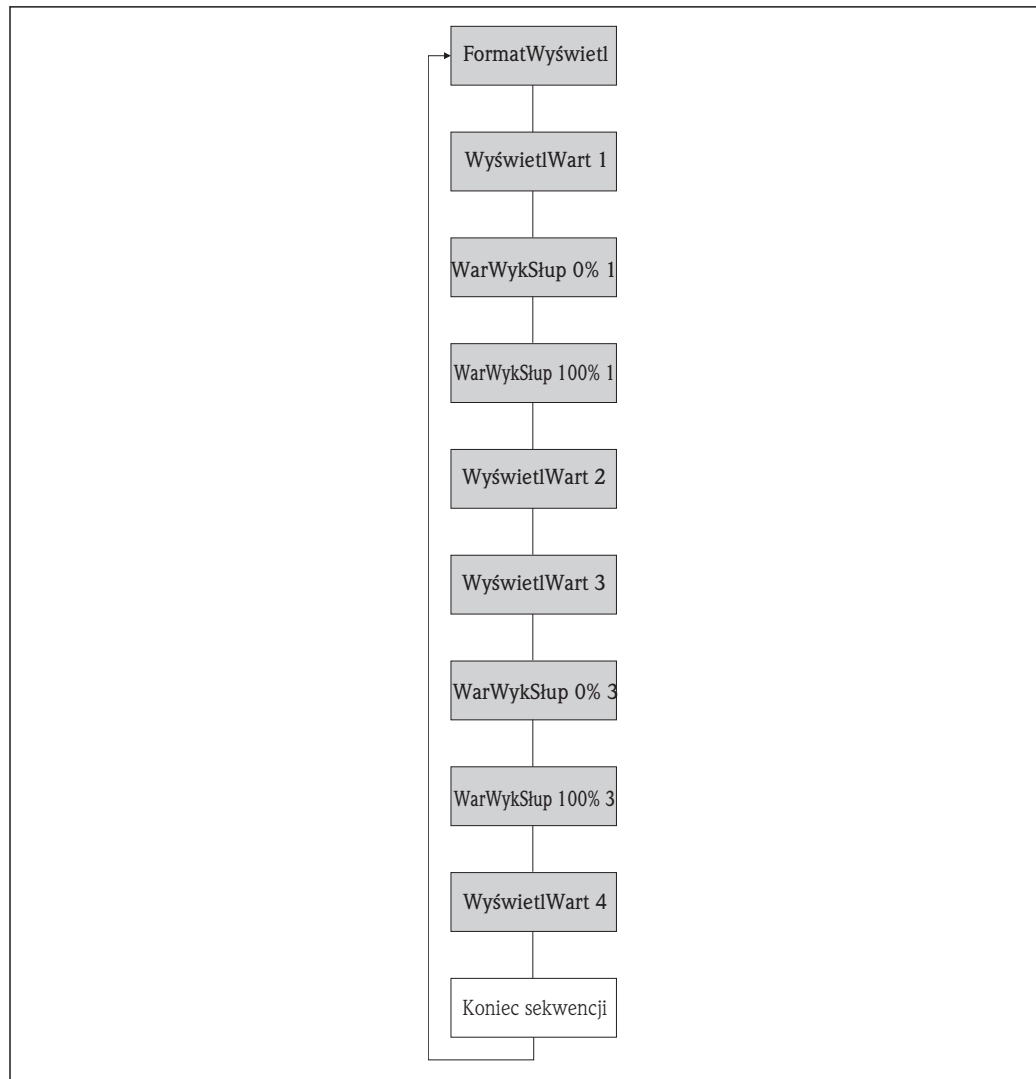 FormatWyświetl
WyświetlWart 1
WarWykSłup 0% 1
WarWykSłup 100% 1
WyświetlWart 2
WyświetlWart 3
WarWykSłup 0% 3
WarWykSłup 100% 3
WyświetlWart 4
Koniec sekwencji